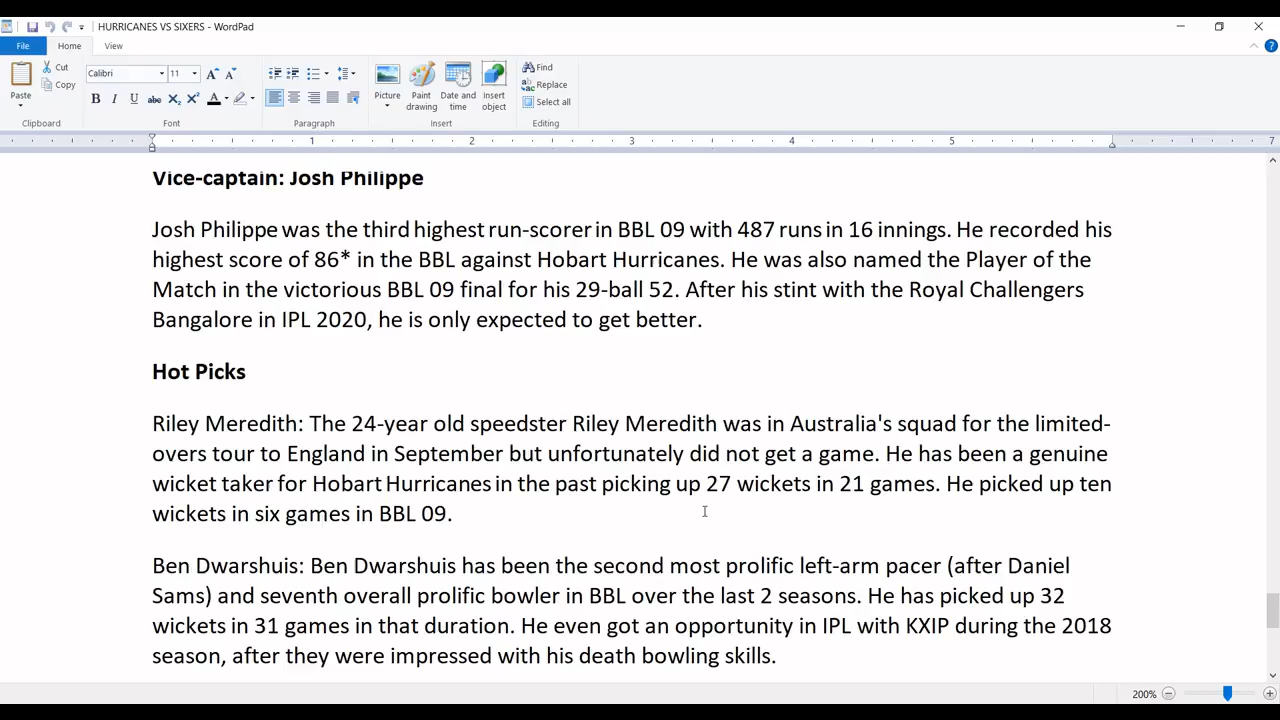 HURRICANES VS SIXERS - WordPad
File Home View
Cut
Copy
Paste
Clipboard
Calibri 11
B I U abc X₂ X² A
Font
Paragraph
Picture
Paint drawing
Date and time
Insert object
Insert
Find
Replace
Select all
Editing
1 2 3 4 5 7
Vice-captain: Josh Philippe
Josh Philippe was the third highest run-scorer in BBL 09 with 487 runs in 16 innings. He recorded his
highest score of 86* in the BBL against Hobart Hurricanes. He was also named the Player of the
Match in the victorious BBL 09 final for his 29-ball 52. After his stint with the Royal Challengers
Bangalore in IPL 2020, he is only expected to get better.
Hot Picks
Riley Meredith: The 24-year old speedster Riley Meredith was in Australia's squad for the limited-
overs tour to England in September but unfortunately did not get a game. He has been a genuine
wicket taker for Hobart Hurricanes in the past picking up 27 wickets in 21 games. He picked up ten
wickets in six games in BBL 09.
Ben Dwarshuis: Ben Dwarshuis has been the second most prolific left-arm pacer (after Daniel
Sams) and seventh overall prolific bowler in BBL over the last 2 seasons. He has picked up 32
wickets in 31 games in that duration. He even got an opportunity in IPL with KXIP during the 2018
season, after they were impressed with his death bowling skills.
200%